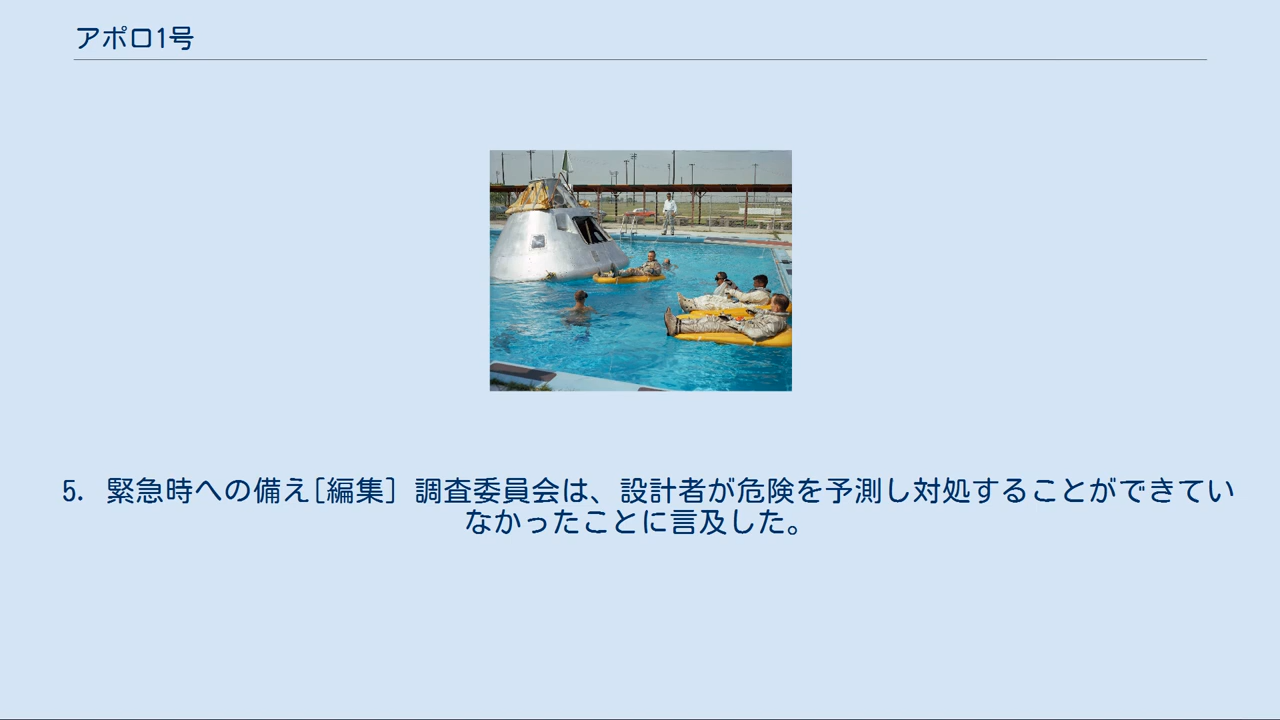 アポロ1号
5. 緊急時への備え[編集] 調査委員会は、設計者が危険を予測し対処することができてい
なかったことに言及した。